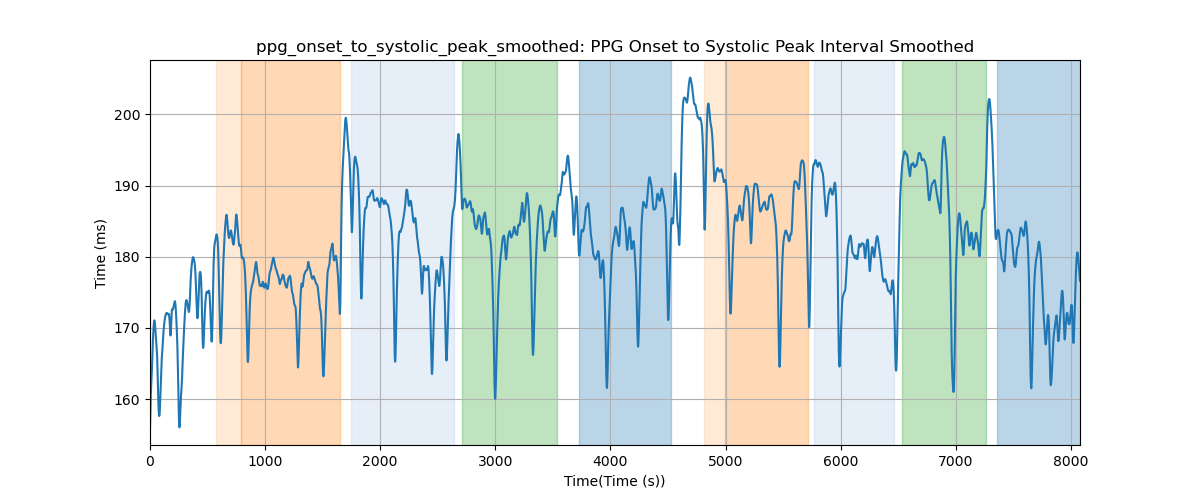 ppg_onset_to_systolic_peak_smoothed: PPG Onset to Systolic Peak Interval Smoothed
Time (ms)
200
190
180
170
160
0 1000 2000 3000 4000 5000 6000 7000 8000
Time(Time (s))